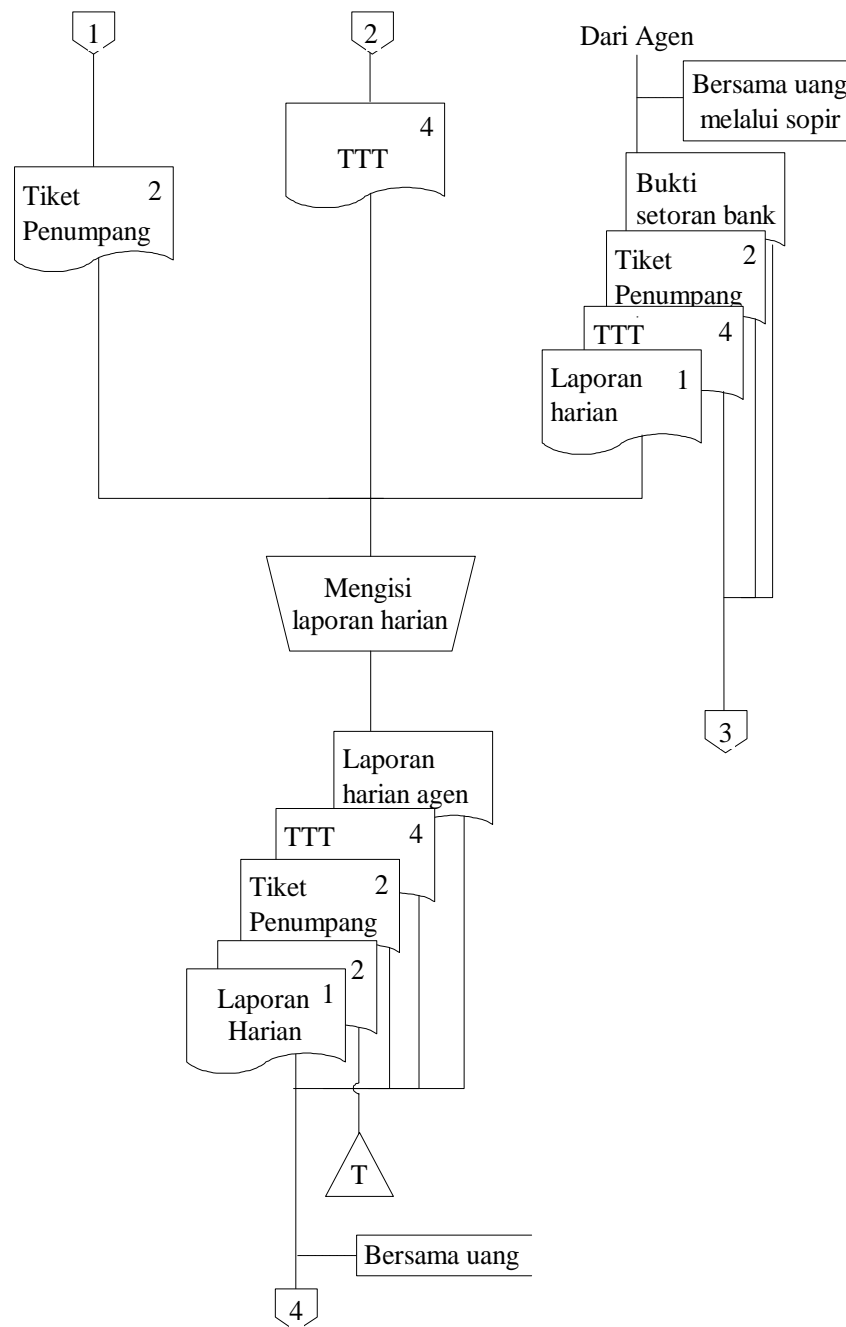 1
2
Dari Agen
Bersama uang
melalui sopir
4
TTT
Tiket 2
Penumpang
Bukti
setoran bank
Tiket 2
Penumpang
TTT 4
Laporan 1
harian
Mengisi
laporan harian
3
Laporan
harian agen
TTT 4
Tiket 2
Penumpang
2
Laporan 1
Harian
T
Bersama uang
4